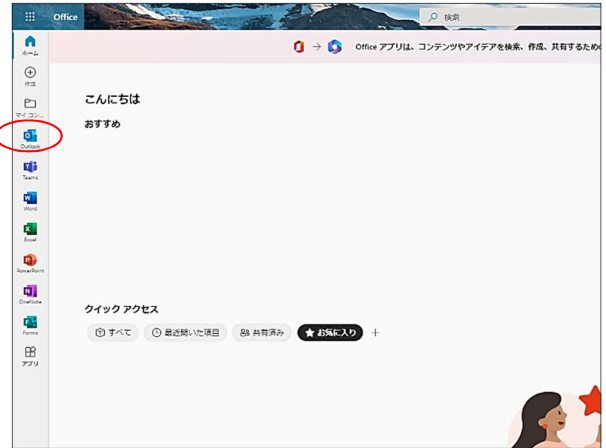 Office
検索
ホーム
Office アプリは、コンテンツやアイデアを検索、作成、共有するため
作成
マイ コン...
こんにちは
おすすめ
Outlook
Teams
Word
Excel
PowerPoint
OneNote
クイック アクセス
すべて
最近開いた項目
共有済み
お気に入り
Forms
アプリ